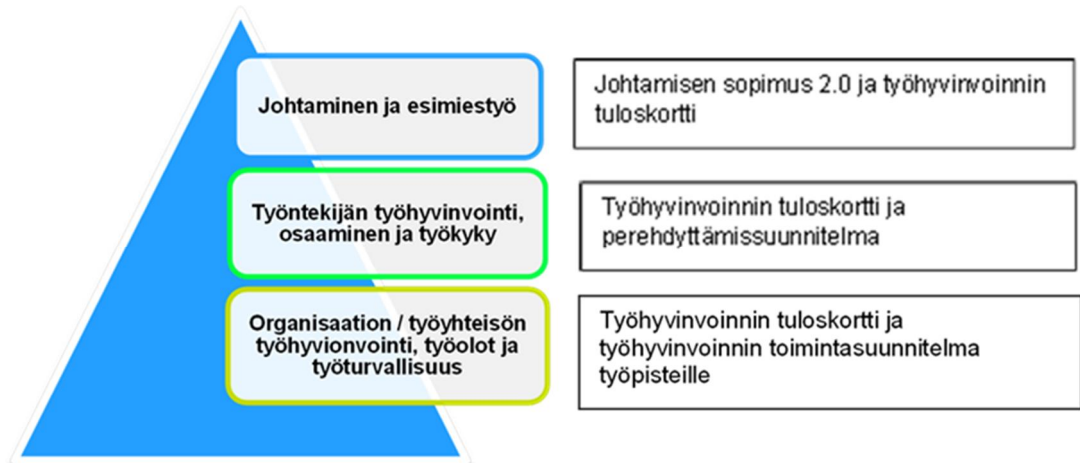 Johtaminen ja esimiestyö
Johtamisen sopimus 2.0 ja työhyvinvoinnin
tuloskortti
Työntekijän työhyvinvointi,
osaaminen ja työkyky
Työhyvinvoinnin tuloskortti ja
perehdyttämissuunnitelma
Organisaation / työyhteisön
työhyvionvointi, työolot ja
työturvallisuus
Työhyvinvoinnin tuloskortti ja
työhyvinvoinnin toimintasuunnitelma
työpisteille